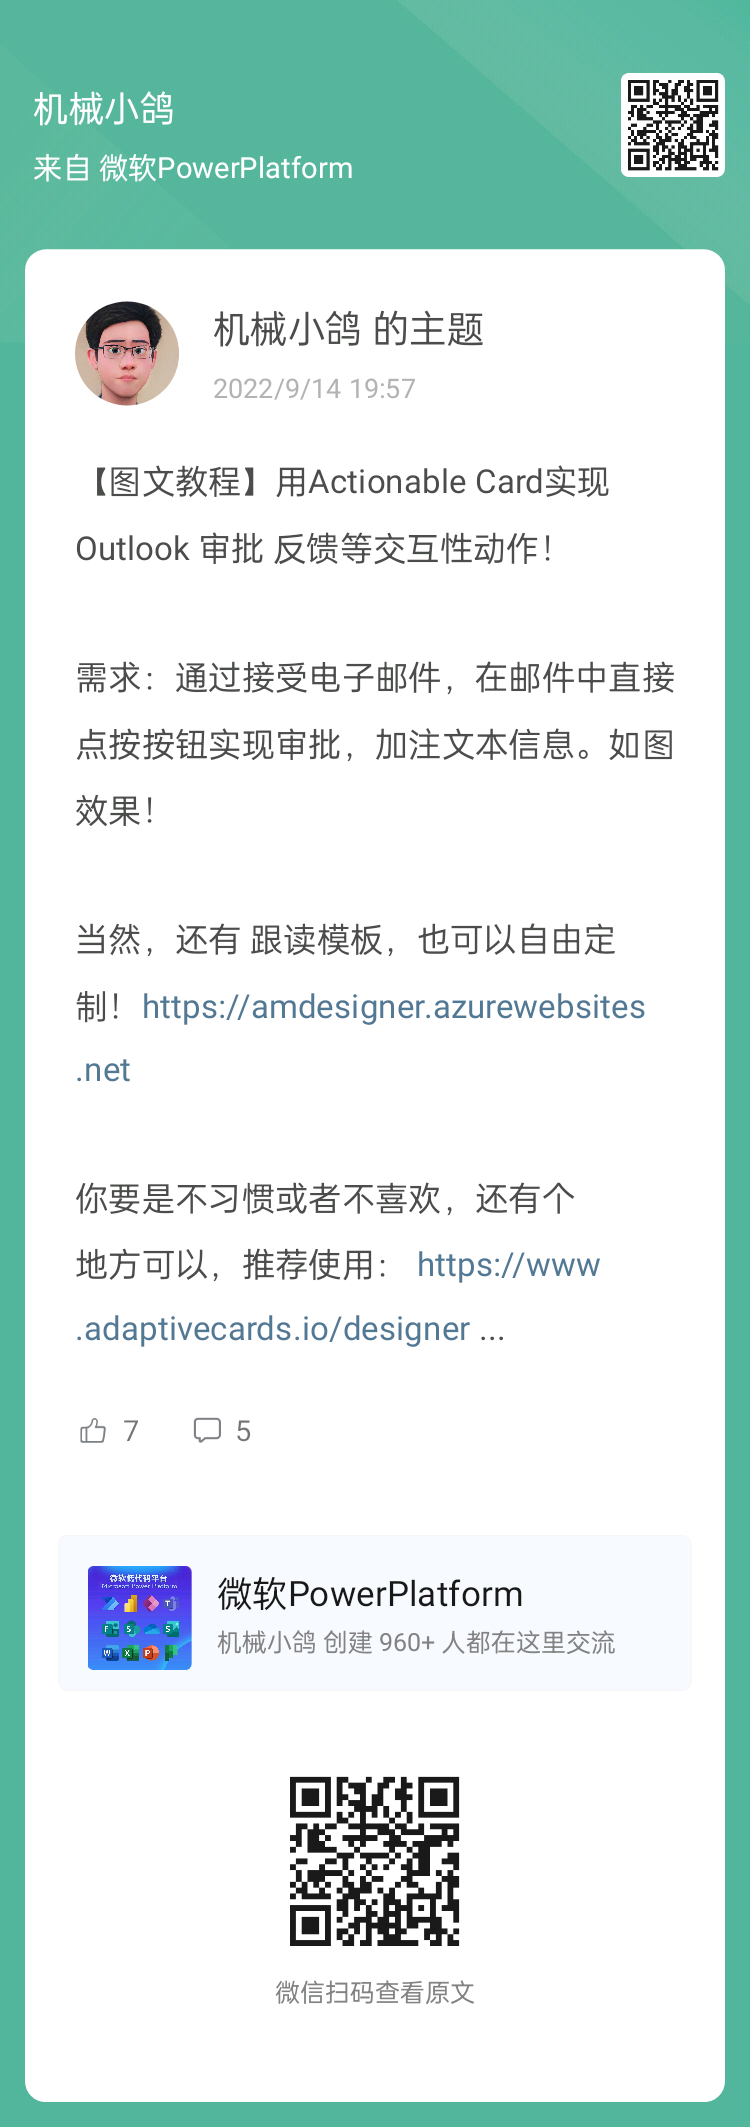 机械小鸽
来自 微软PowerPlatform
机械小鸽 的主题
2022/9/14 19:57
【图文教程】用Actionable Card实现
Outlook 审批 反馈等交互性动作！
需求：通过接受电子邮件，在邮件中直接
点按按钮实现审批，加注文本信息。如图
效果！
当然，还有 跟读模板，也可以自由定
制！https://amdesigner.azurewebsites
.net
你要是不习惯或者不喜欢，还有个
地方可以，推荐使用： https://www
.adaptivecards.io/designer ...
7 5
微软低代码平台
Microsoft Power Platform
微软PowerPlatform
机械小鸽 创建 960+ 人都在这里交流
微信扫码查看原文